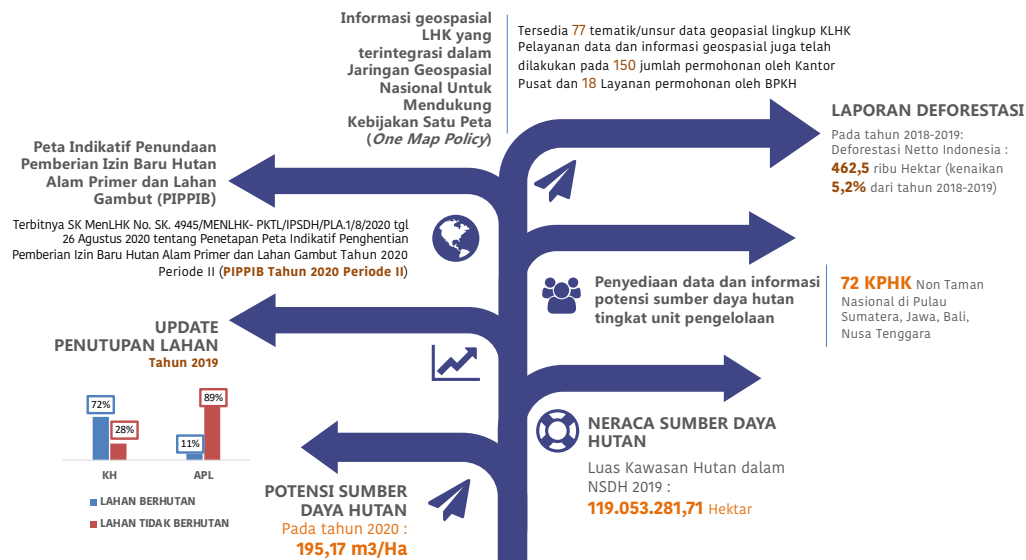 Informasi geospasial
LHK yang
terintegrasi dalam
Jaringan Geospasial
Nasional Untuk
Mendukung
Kebijakan Satu Peta
(One Map Policy)
Tersedia 77 tematik/unsur data geopasial lingkup KLHK
Pelayanan data dan informasi geospasial juga telah
dilakukan pada 150 jumlah permohonan oleh Kantor
Pusat dan 18 Layanan permohonan oleh BPKH
LAPORAN DEFORESTASI
Pada tahun 2018-2019:
Deforestasi Netto Indonesia :
462,5 ribu Hektar (kenaikan
5,2% dari tahun 2018-2019)
Peta Indikatif Penundaan
Pemberian Izin Baru Hutan
Alam Primer dan Lahan
Gambut (PIPPIB)
Terbitnya SK MenLHK No. SK. 4945/MENLHK- PKTL/IPSDH/PLA.1/8/2020 tgl
26 Agustus 2020 tentang Penetapan Peta Indikatif Penghentian
Pemberian Izin Baru Hutan Alam Primer dan Lahan Gambut Tahun 2020
Periode II (PIPPIB Tahun 2020 Periode II)
Penyediaan data dan informasi
potensi sumber daya hutan
tingkat unit pengelolaan
72 KPHK Non Taman
Nasional di Pulau
Sumatera, Jawa, Bali,
Nusa Tenggara
UPDATE
PENUTUPAN LAHAN
Tahun 2019
72%
28%
11%
89%
KH
APL
LAHAN BERHUTAN
LAHAN TIDAK BERHUTAN
NERACA SUMBER DAYA
HUTAN
Luas Kawasan Hutan dalam
NSDH 2019 :
119.053.281,71 Hektar
POTENSI SUMBER
DAYA HUTAN
Pada tahun 2020 :
195,17 m3/Ha